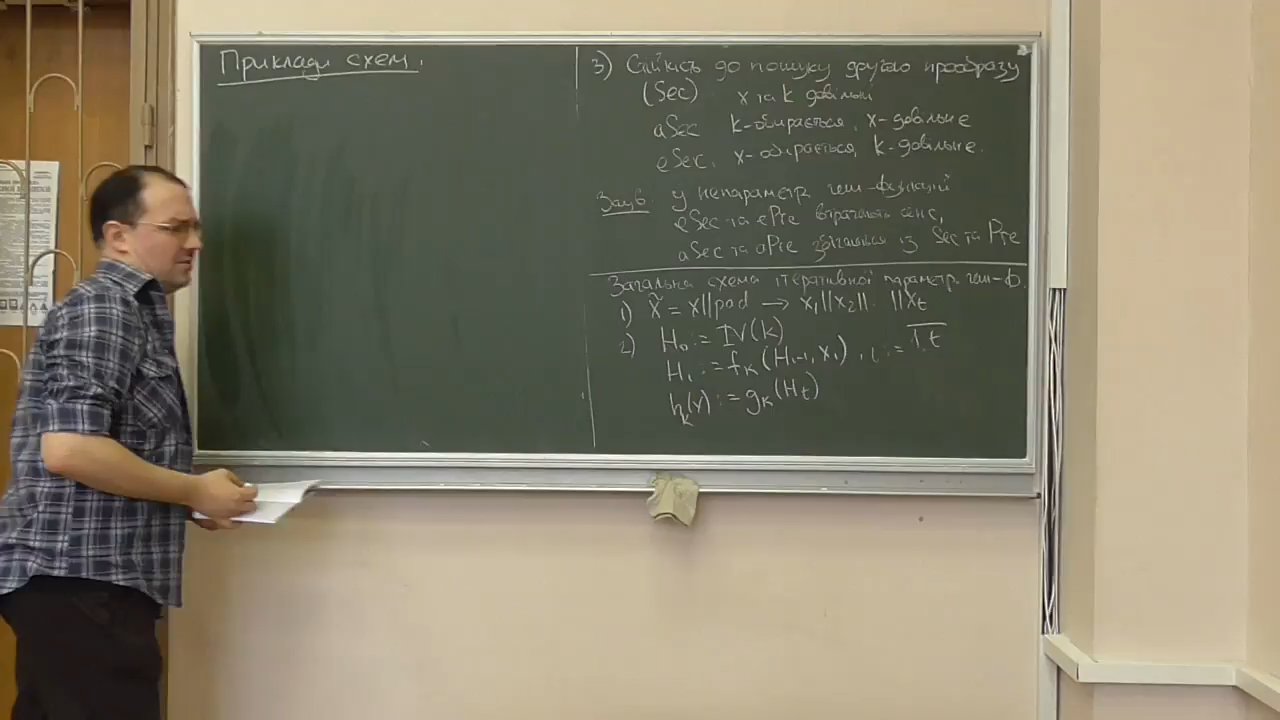 Приклади схем.
3) Стійкість до пошуку другого прообразу
(Sec) x та k довільні
aSec k-обирається, x-довільне
eSec. x-обирається, k-довільне.
Заув. у непараметр. геш-функцій
eSec та ePre втрачають сенс,
aSec та aPre збігаються із Sec та Pre
Загальна схема ітеративної параметр. геш-ф.
1) x̃ = x||pad → x₁||x₂||...||xₜ
2) H₀ := IV(k)
Hᵢ := fₖ(Hᵢ₋₁, xᵢ), i := 1,t
hₖ(x) := gₖ(Hₜ)